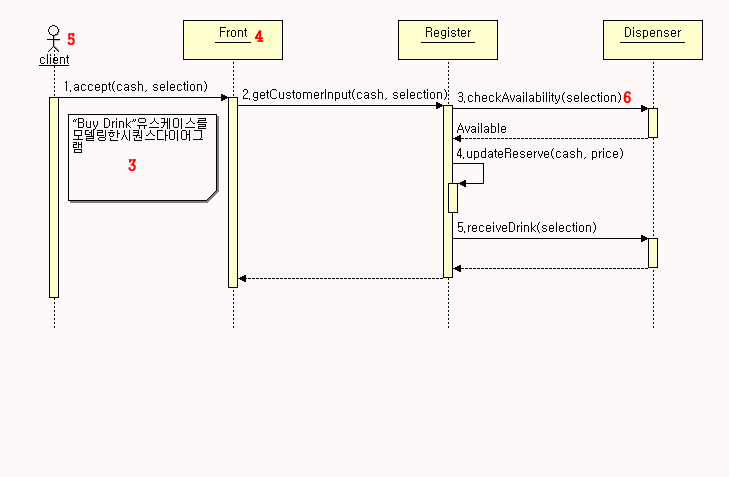 5
client
Front 4
Register
Dispenser
1.accept(cash, selection)
2.getCustomerInput(cash, selection)
3.checkAvailability(selection) 6
"Buy Drink"유스케이스를
모델링한시퀀스다이어그
램
3
Available
4.updateReserve(cash, price)
5.receiveDrink(selection)